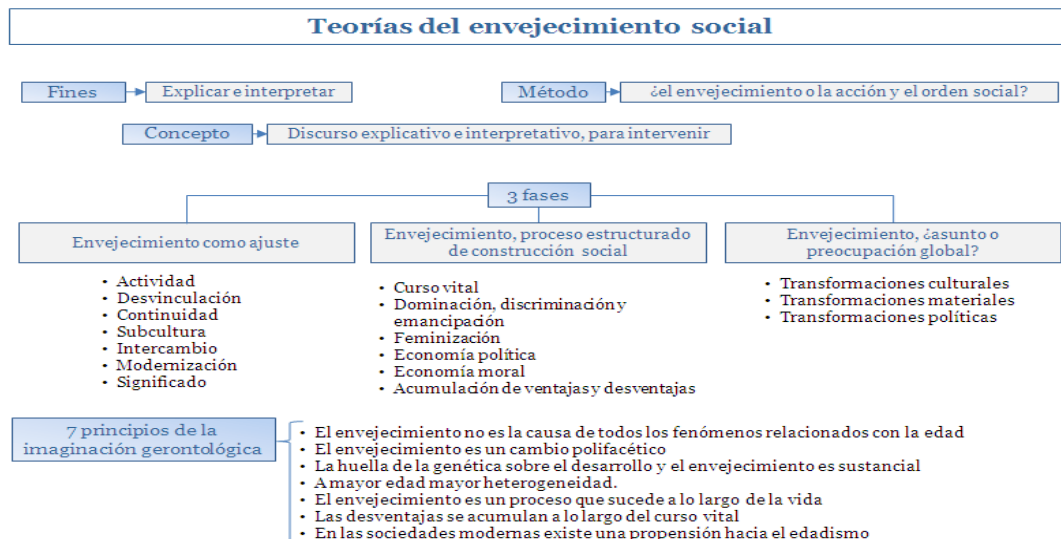 Teorías del envejecimiento social
Fines
Explicar e interpretar
Método
¿el envejecimiento o la acción y el orden social?
Concepto
Discurso explicativo e interpretativo, para intervenir
3 fases
Envejecimiento como ajuste
• Actividad
• Desvinculación
• Continuidad
• Subcultura
• Intercambio
• Modernización
• Significado
Envejecimiento, proceso estructurado
de construcción social
• Curso vital
• Dominación, discriminación y
emancipación
• Feminización
• Economía política
• Economía moral
• Acumulación de ventajas y desventajas
Envejecimiento, ¿asunto o
preocupación global?
• Transformaciones culturales
• Transformaciones materiales
• Transformaciones políticas
7 principios de la
imaginación gerontológica
• El envejecimiento no es la causa de todos los fenómenos relacionados con la edad
• El envejecimiento es un cambio polifacético
• La huella de la genética sobre el desarrollo y el envejecimiento es sustancial
• A mayor edad mayor heterogeneidad.
• El envejecimiento es un proceso que sucede a lo largo de la vida
• Las desventajas se acumulan a lo largo del curso vital
• En las sociedades modernas existe una propensión hacia el edadismo